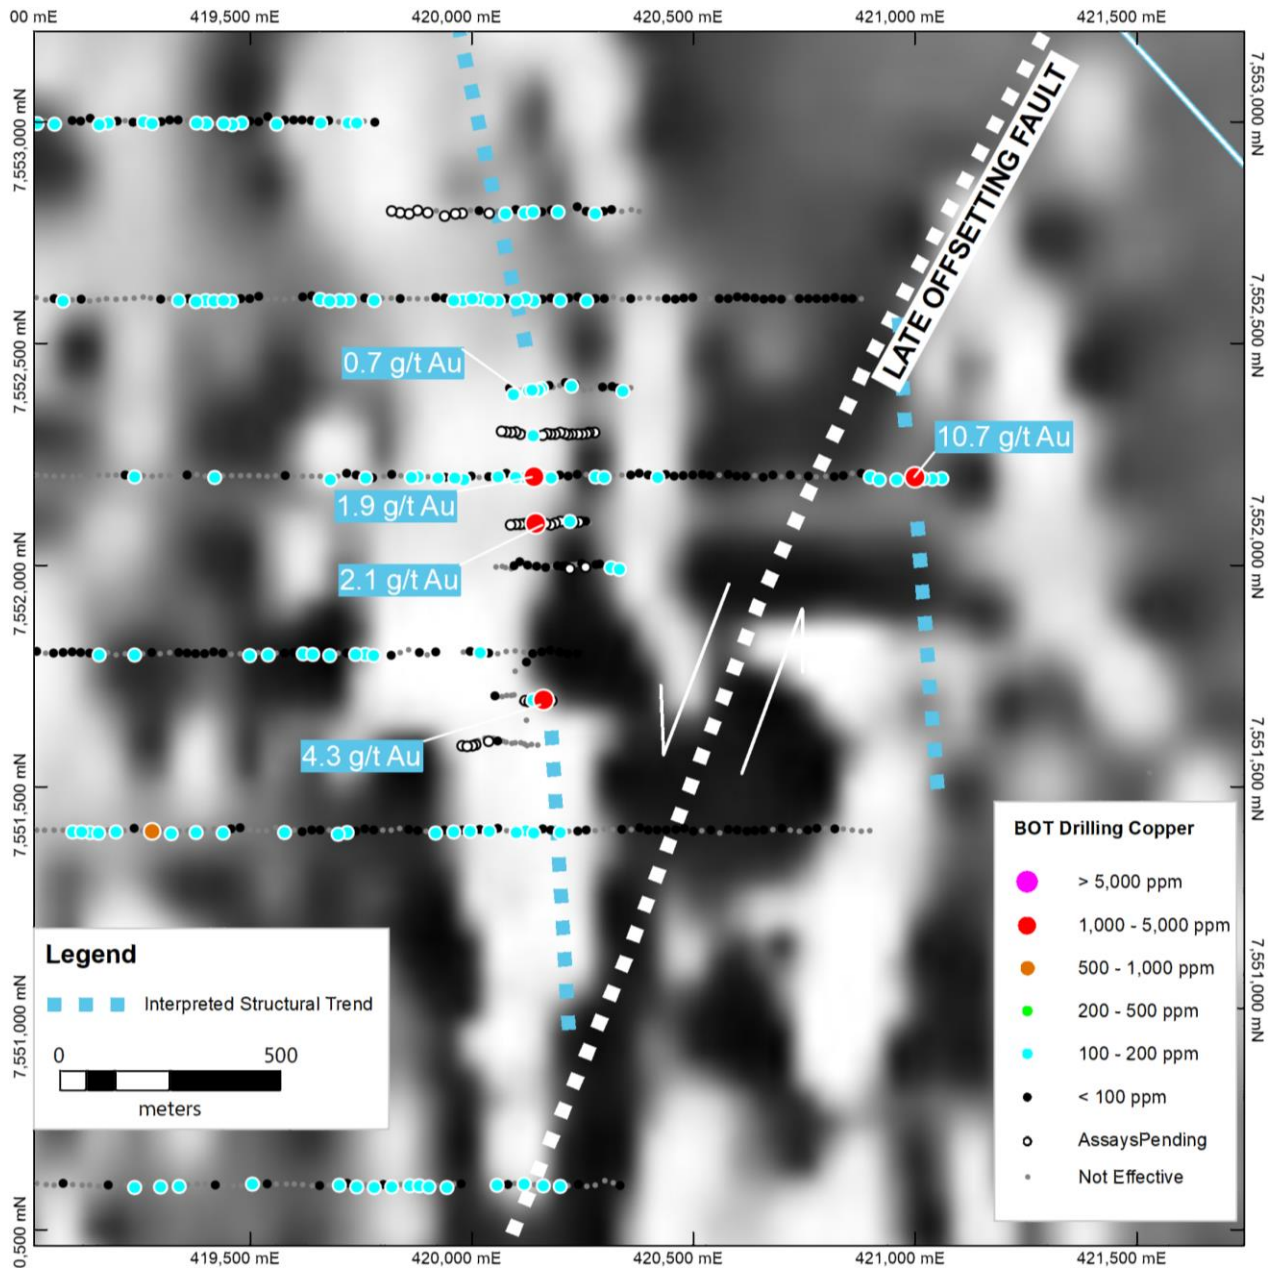 00 mE
419,500 mE
420,000 mE
420,500 mE
421,000 mE
421,500 mE
7,553,000 mN
7,553,000 mN
LATE OFFSETTING FAULT
7,552,500 mN
7,552,500 mN
0.7 g/t Au
10.7 g/t Au
1.9 g/t Au
7,552,000 mN
7,552,000 mN
2.1 g/t Au
4.3 g/t Au
7,551,500 mN
7,551,500 mN
BOT Drilling Copper
> 5,000 ppm
1,000 - 5,000 ppm
500 - 1,000 ppm
200 - 500 ppm
100 - 200 ppm
< 100 ppm
AssaysPending
Not Effective
Legend
Interpreted Structural Trend
0 500
meters
7,551,000 mN
7,551,000 mN
0,500 mN
419,500 mE
420,000 mE
420,500 mE
421,000 mE
421,500 mE